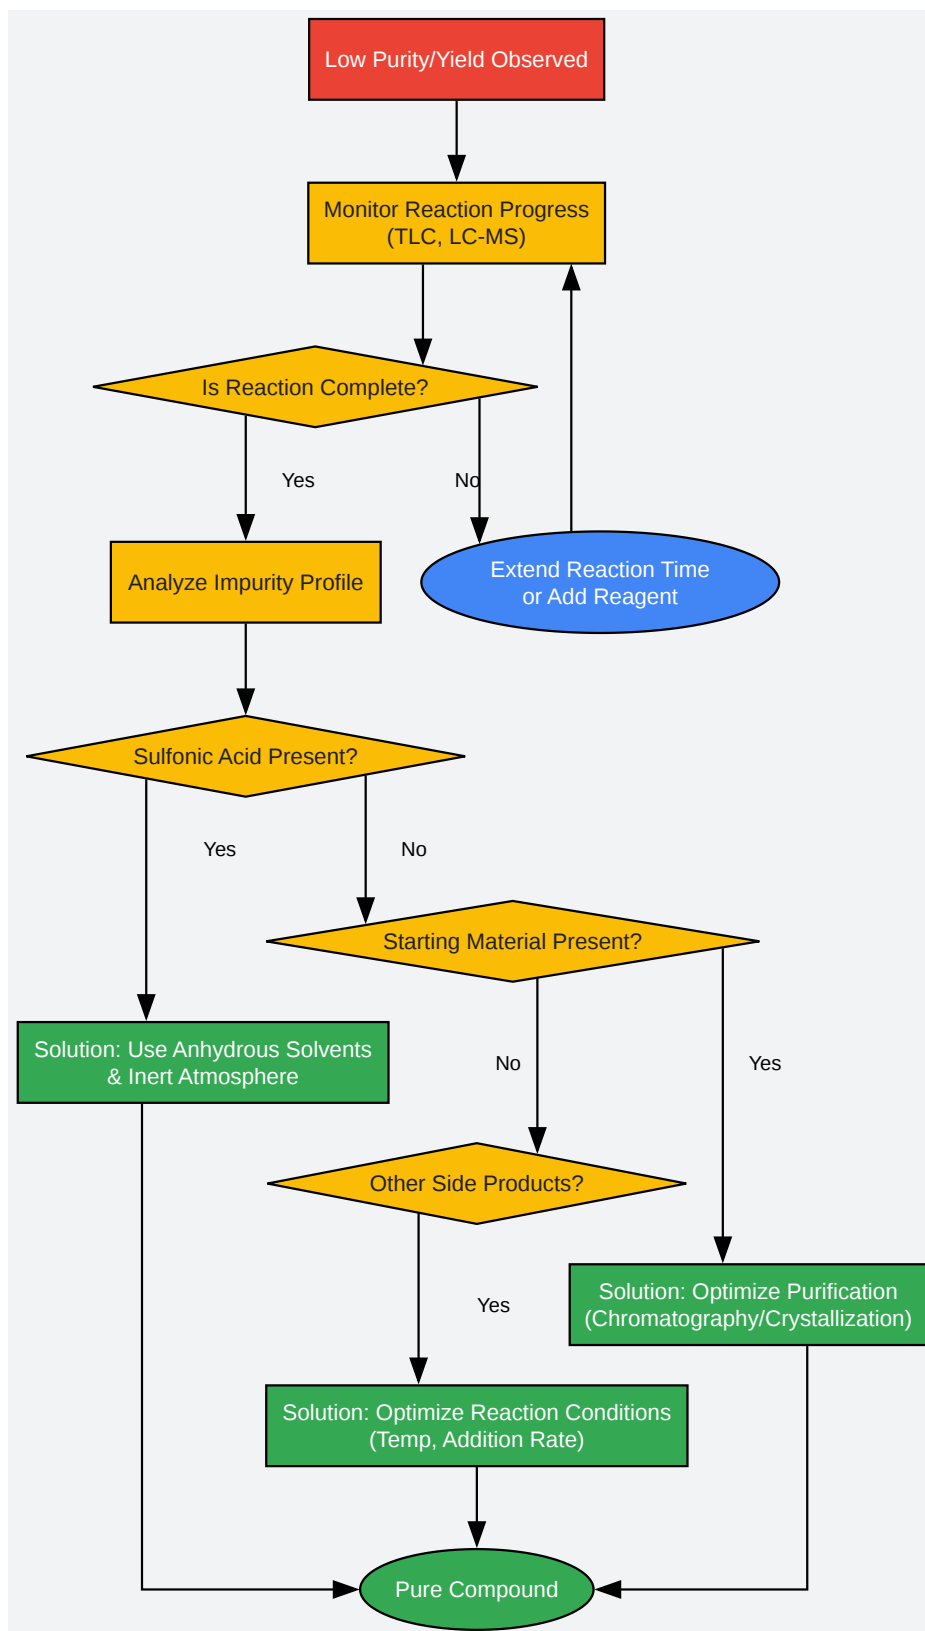 Low Purity/Yield Observed
Monitor Reaction Progress
(TLC, LC-MS)
Is Reaction Complete?
Yes
No
Analyze Impurity Profile
Extend Reaction Time
or Add Reagent
Sulfonic Acid Present?
Yes
No
Starting Material Present?
Solution: Use Anhydrous Solvents
& Inert Atmosphere
No
Yes
Other Side Products?
Solution: Optimize Purification
(Chromatography/Crystallization)
Yes
Solution: Optimize Reaction Conditions
(Temp, Addition Rate)
Pure Compound